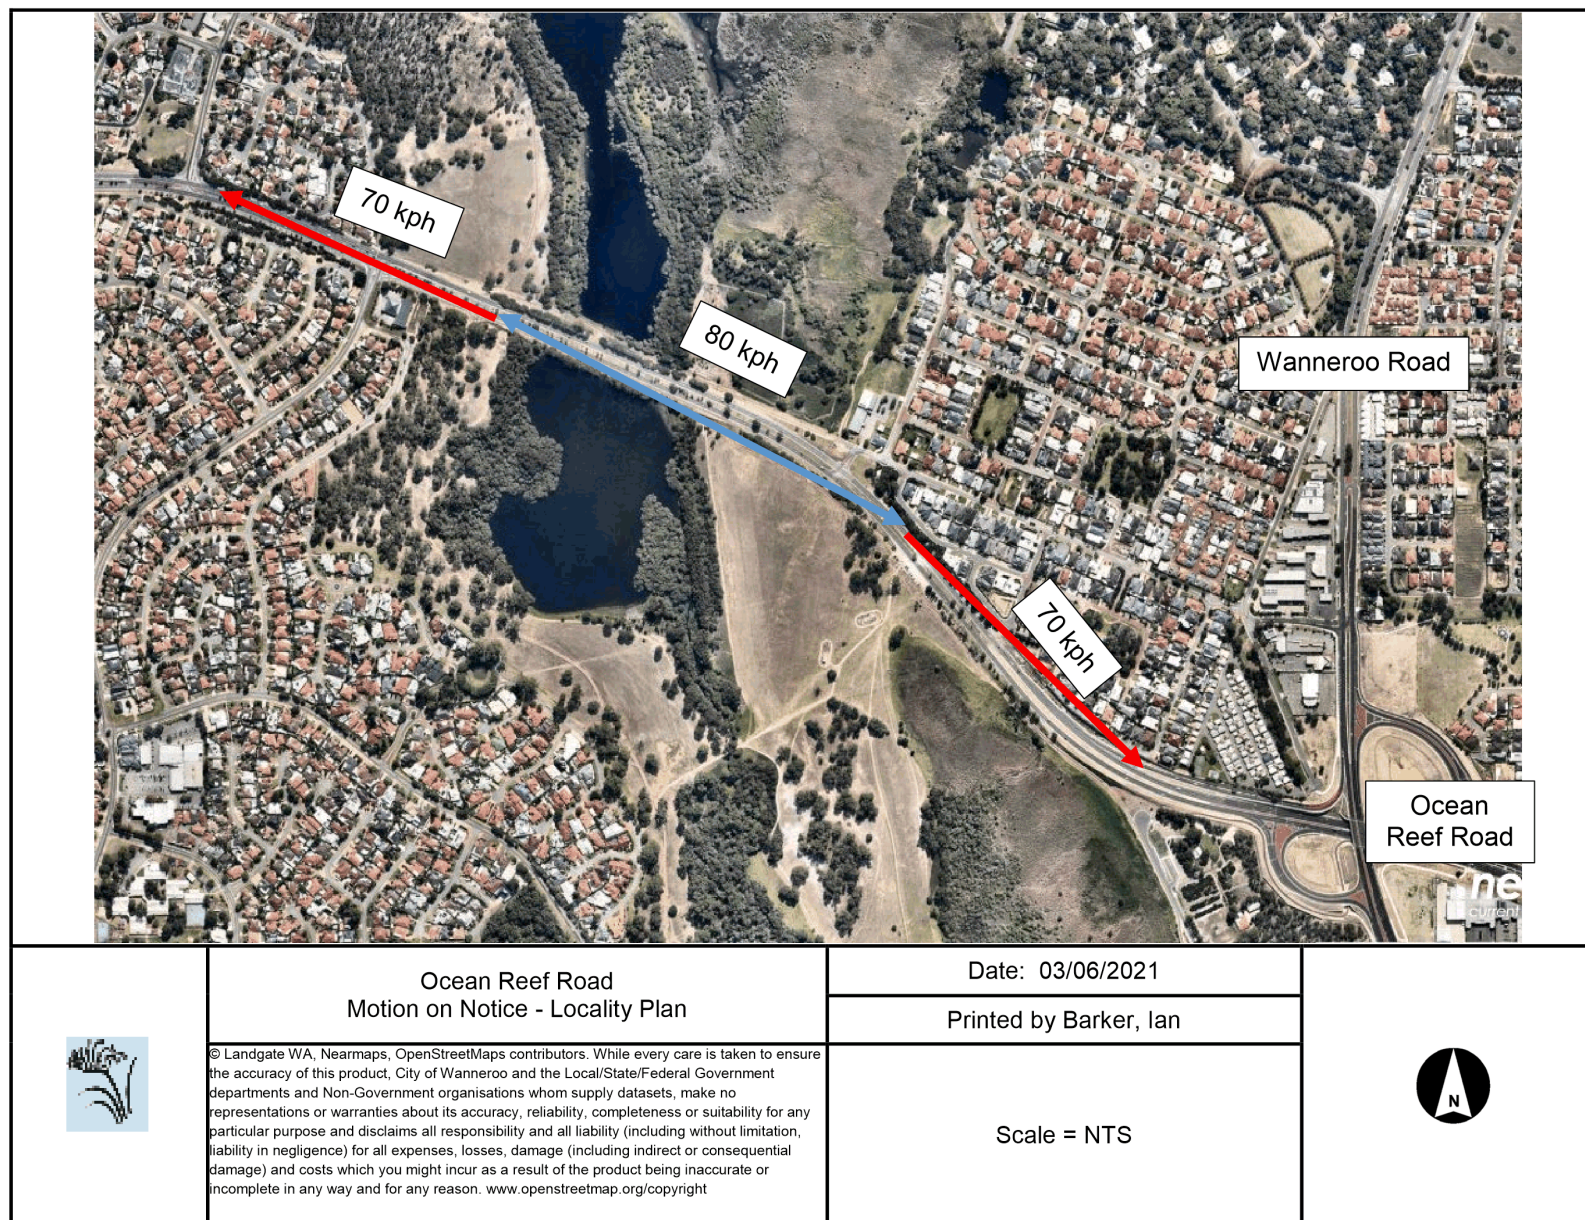 70 kph
80 kph
Wanneroo Road
70 kph
Ocean
Reef Road
ne
current
Ocean Reef Road
Motion on Notice - Locality Plan
Date: 03/06/2021
Printed by Barker, Ian
© Landgate WA, Nearmaps, OpenStreetMaps contributors. While every care is taken to ensure
the accuracy of this product, City of Wanneroo and the Local/State/Federal Government
departments and Non-Government organisations whom supply datasets, make no
representations or warranties about its accuracy, reliability, completeness or suitability for any
particular purpose and disclaims all responsibility and all liability (including without limitation,
liability in negligence) for all expenses, losses, damage (including indirect or consequential
damage) and costs which you might incur as a result of the product being inaccurate or
incomplete in any way and for any reason. www.openstreetmap.org/copyright
Scale = NTS
N